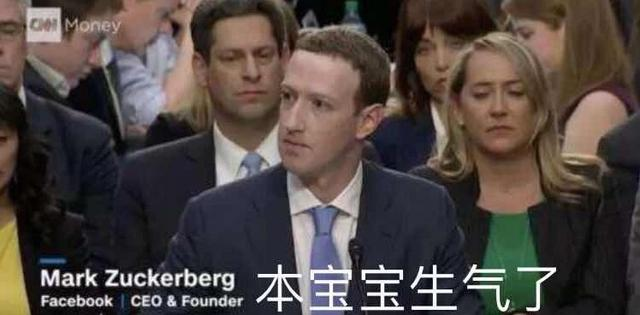 CNN Money
Mark Zuckerberg
Facebook | CEO & Founder
本宝宝生气了